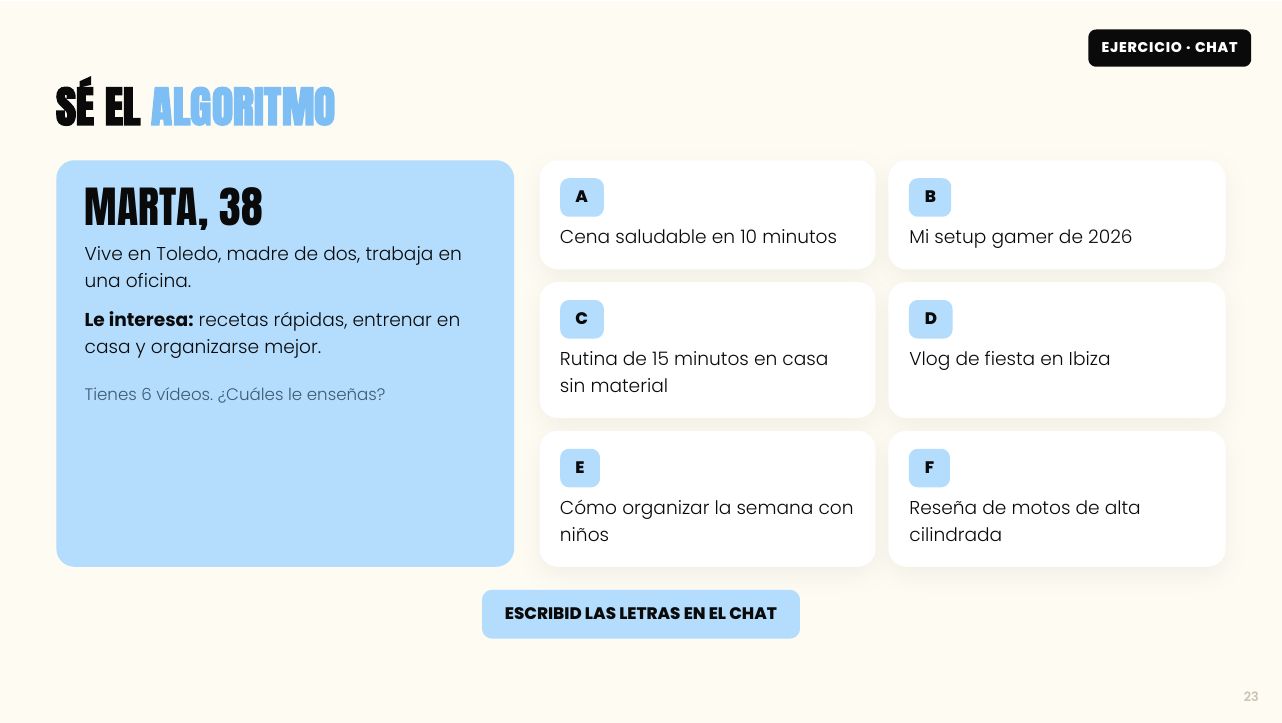 EJERCICIO · CHAT
SÉ EL ALGORITMO
MARTA, 38
Vive en Toledo, madre de dos, trabaja en
una oficina.
Le interesa: recetas rápidas, entrenar en
casa y organizarse mejor.
Tienes 6 vídeos. ¿Cuáles le enseñas?
A
Cena saludable en 10 minutos
B
Mi setup gamer de 2026
C
Rutina de 15 minutos en casa
sin material
D
Vlog de fiesta en Ibiza
E
Cómo organizar la semana con
niños
F
Reseña de motos de alta
cilindrada
ESCRIBID LAS LETRAS EN EL CHAT
23